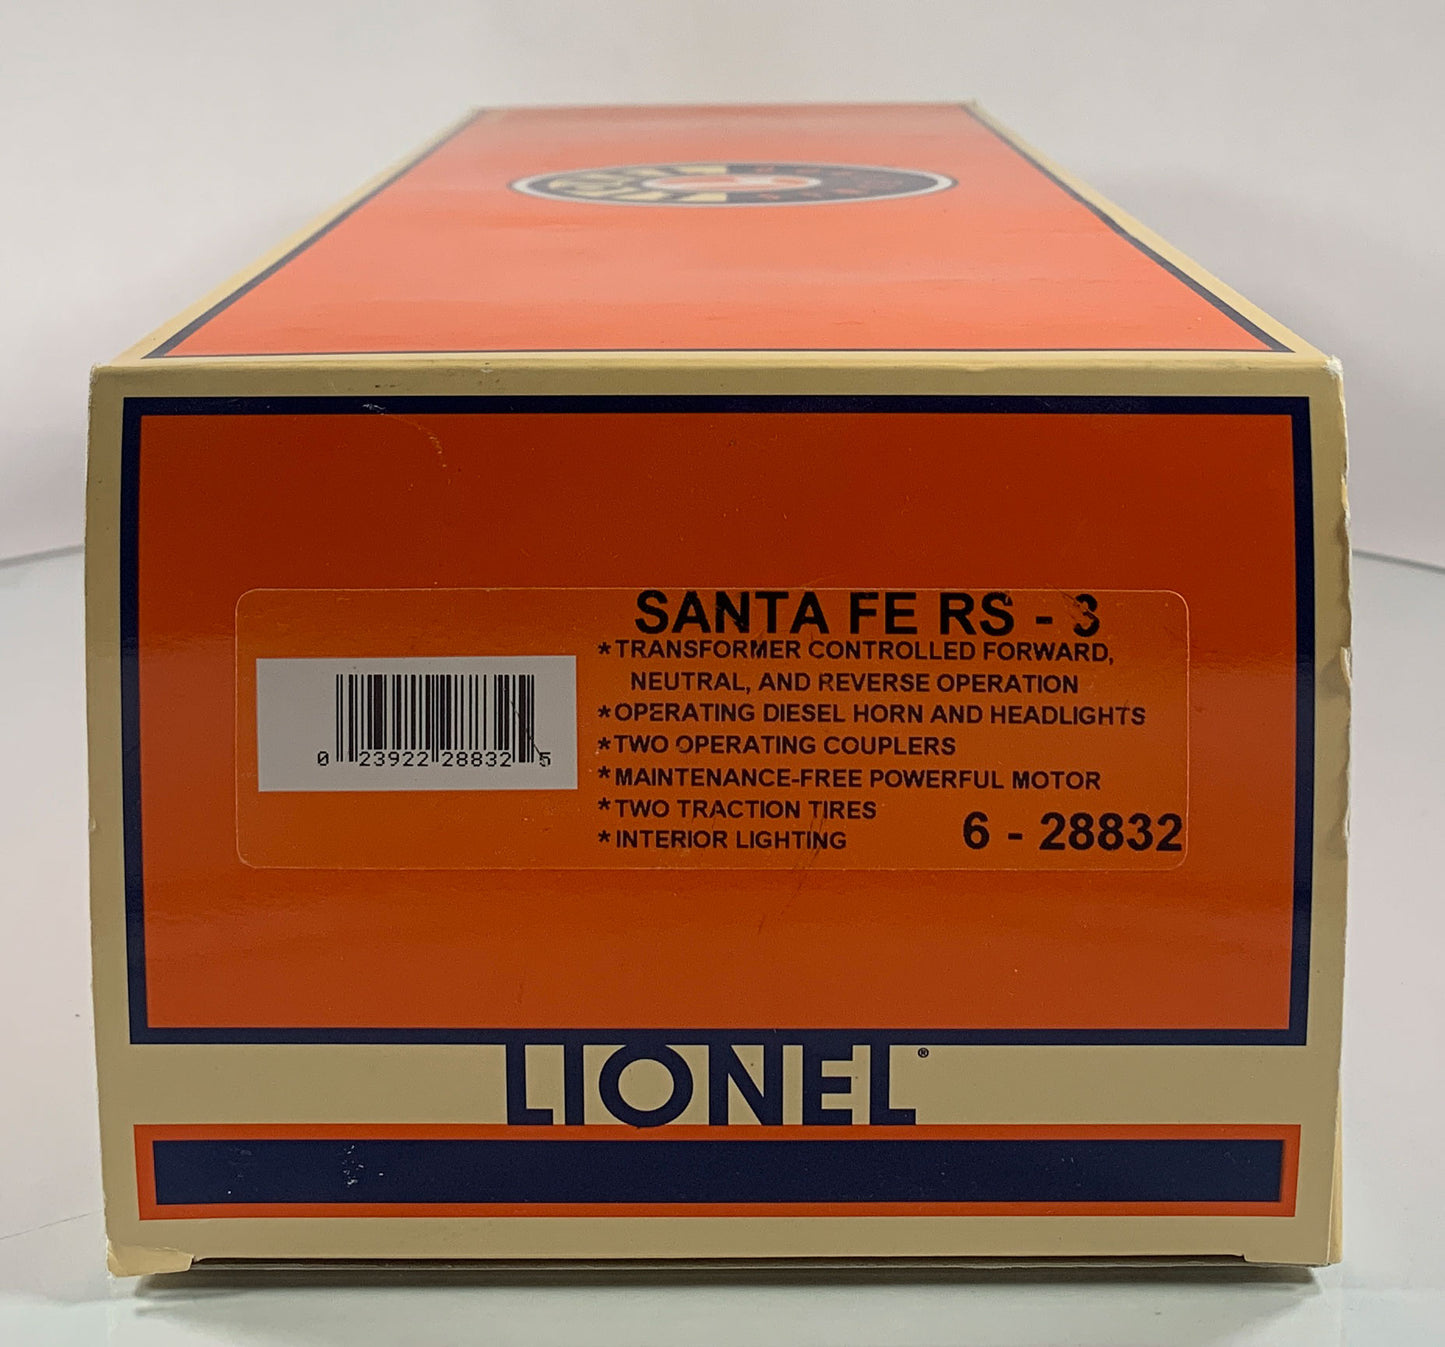 SANTA FE RS - 3
*TRANSFORMER CONTROLLED FORWARD,
NEUTRAL, AND REVERSE OPERATION
*OPERATING DIESEL HORN AND HEADLIGHTS
*TWO OPERATING COUPLERS
*MAINTENANCE-FREE POWERFUL MOTOR
*TWO TRACTION TIRES
*INTERIOR LIGHTING
6 - 28832
0 23922 28832 5
LIONEL®